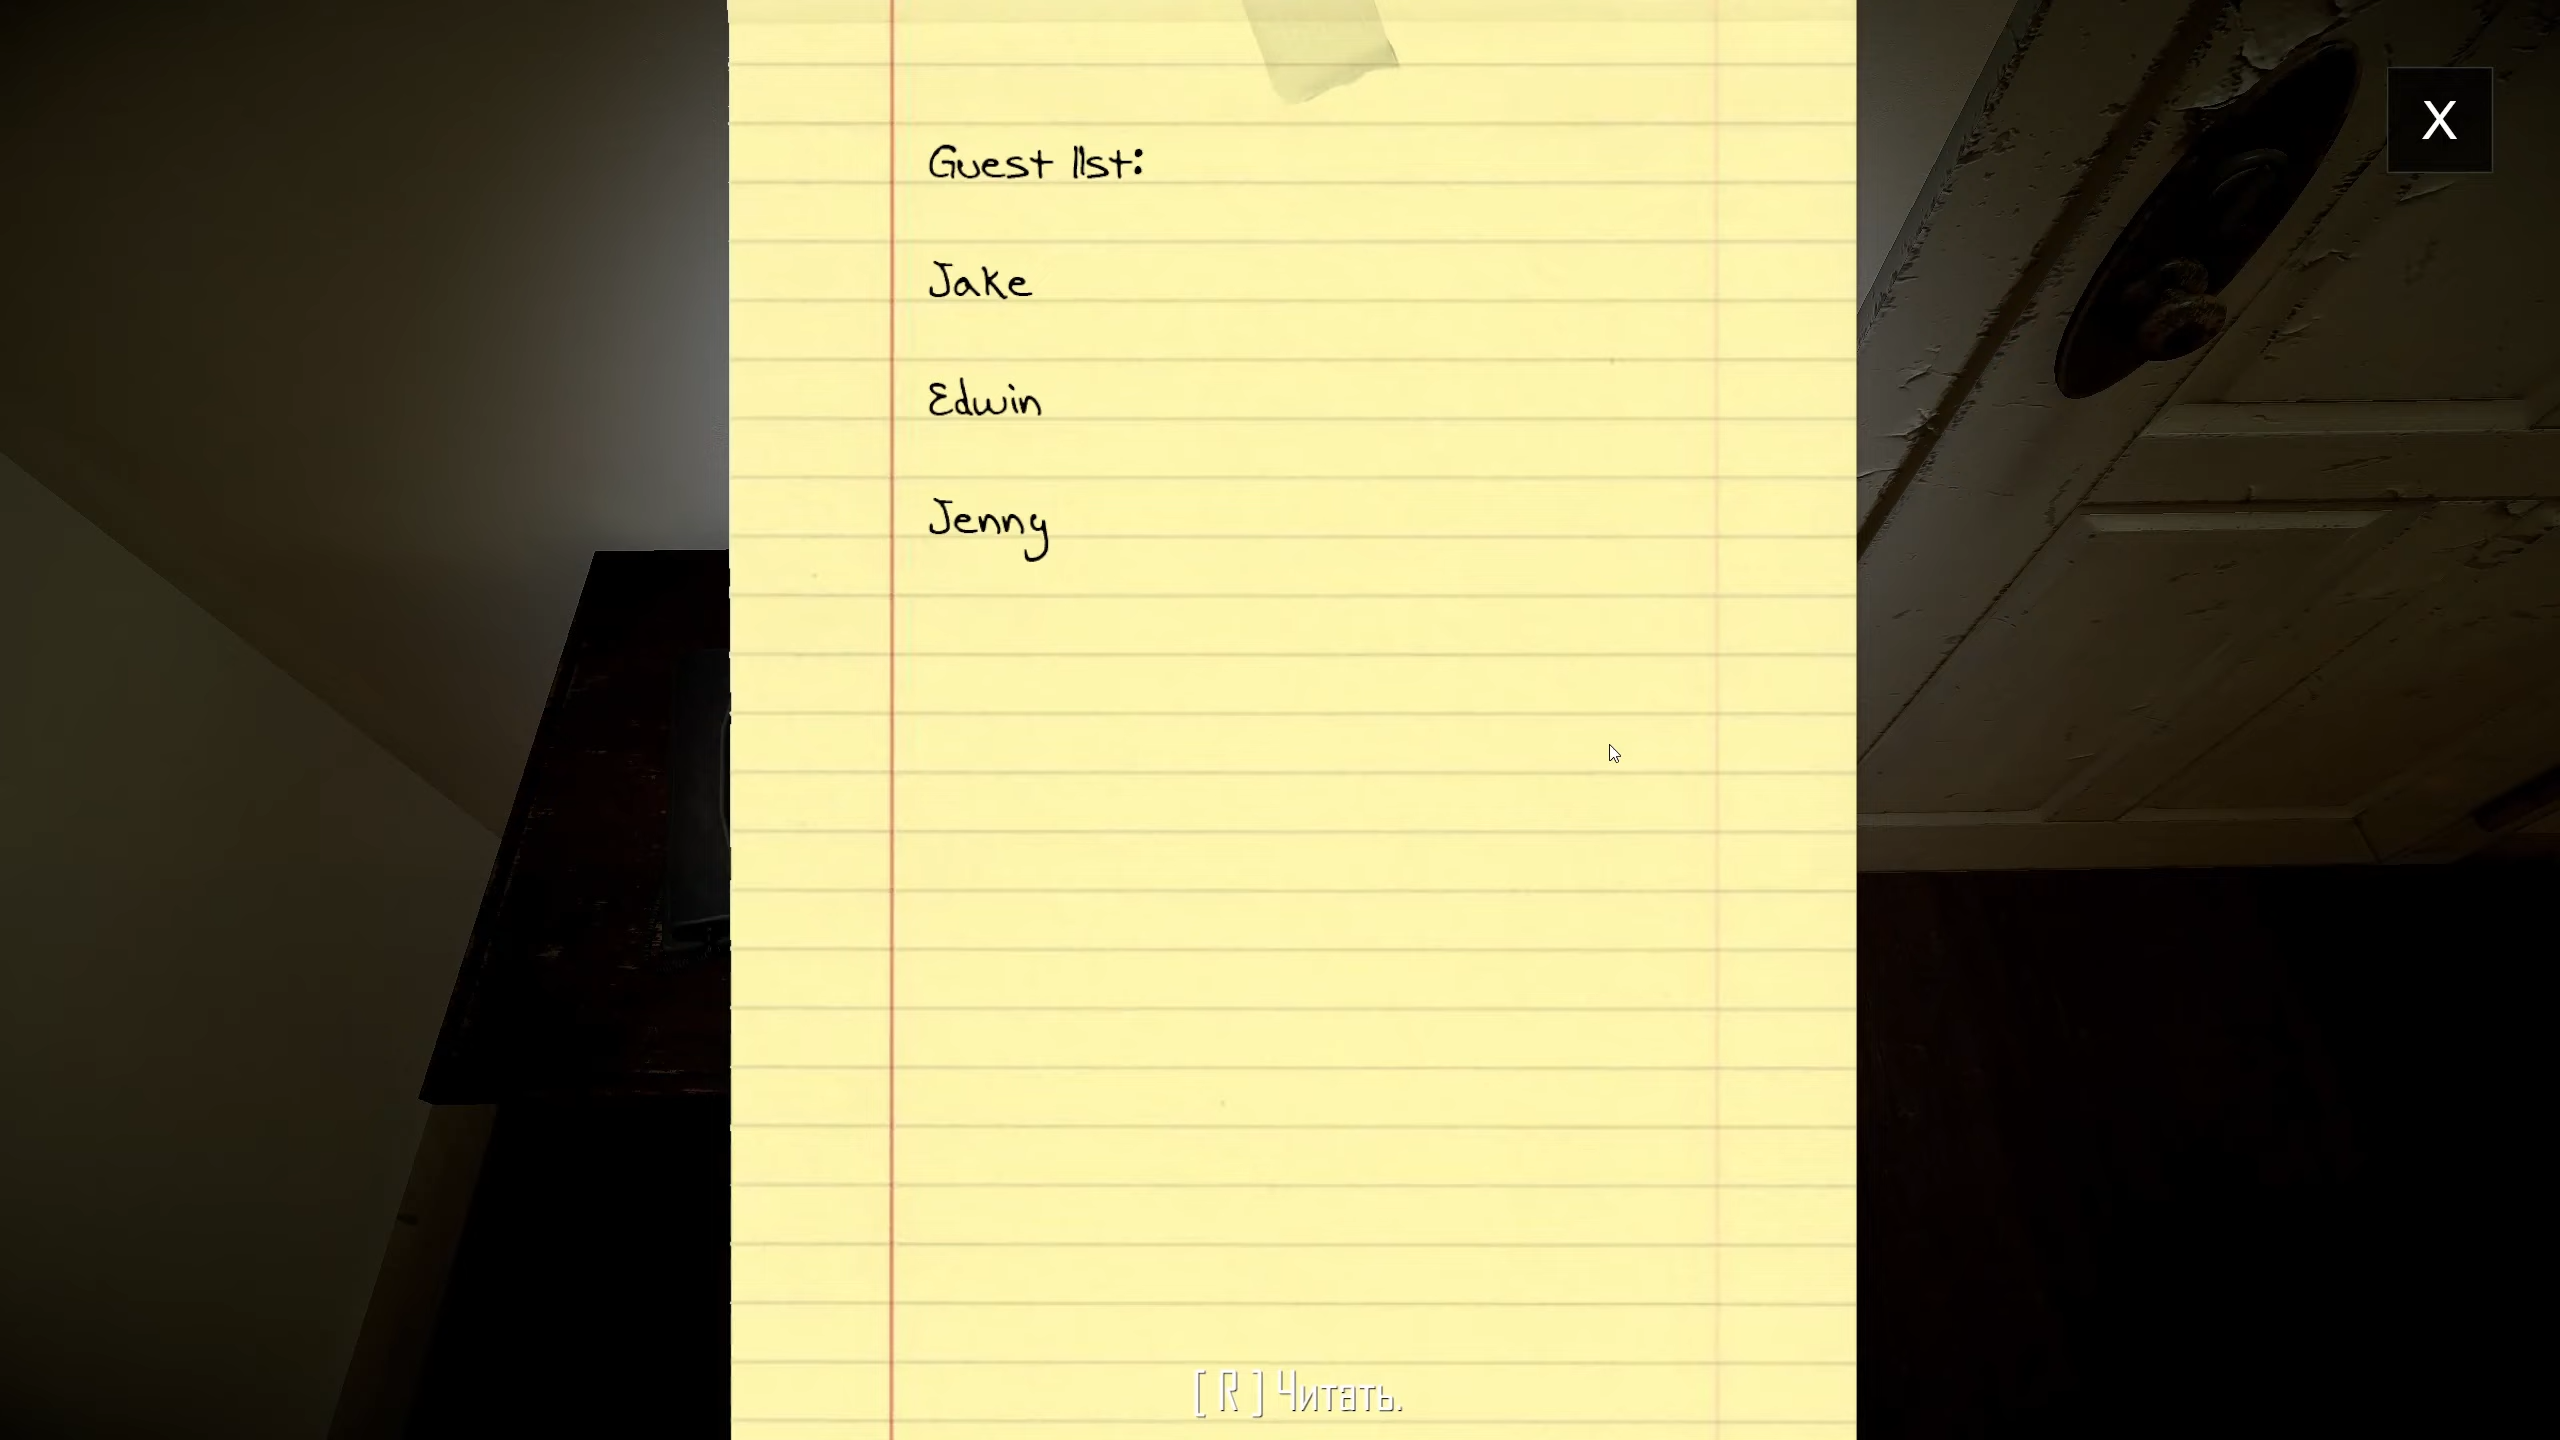 Guest list:
Jake
Edwin
Jenny
X
[ R ] Читать.